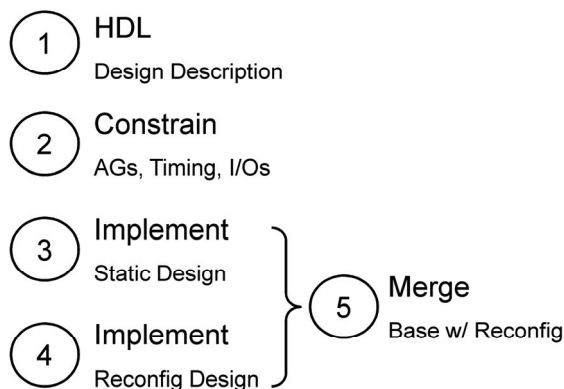 1 HDL
Design Description
2 Constrain
AGs, Timing, I/Os
3 Implement
Static Design
4 Implement
Reconfig Design
5 Merge
Base w/ Reconfig